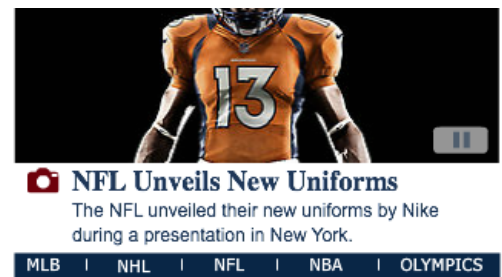 13
NFL Unveils New Uniforms
The NFL unveiled their new uniforms by Nike
during a presentation in New York.
MLB | NHL | NFL | NBA | OLYMPICS